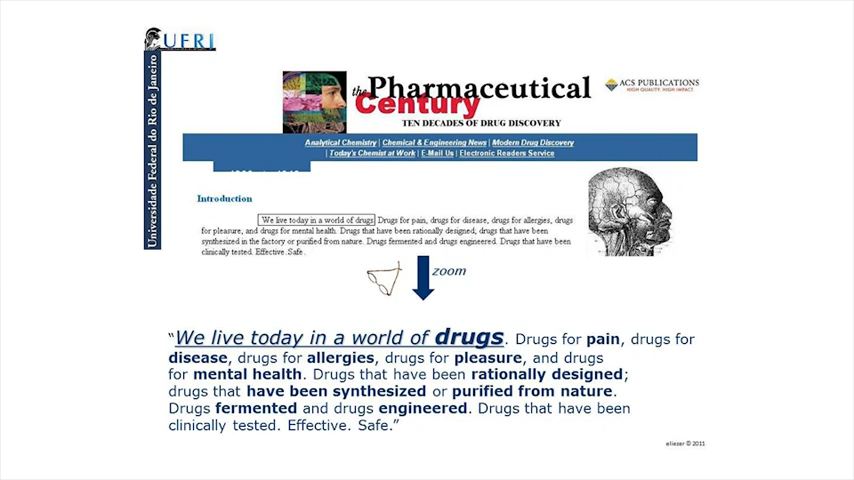 UFRJ
Universidade Federal do Rio de Janeiro
the Pharmaceutical
Century
TEN DECADES OF DRUG DISCOVERY
ACS PUBLICATIONS
HIGH QUALITY. HIGH IMPACT.
Analytical Chemistry | Chemical & Engineering News | Modern Drug Discovery
| Today's Chemist at Work | E-Mail Us | Electronic Readers Service
Introduction
We live today in a world of drugs. Drugs for pain, drugs for disease, drugs for allergies, drugs
for pleasure, and drugs for mental health. Drugs that have been rationally designed; drugs that have been
synthesized in the factory or purified from nature. Drugs fermented and drugs engineered. Drugs that have been
clinically tested. Effective. Safe.
zoom
“We live today in a world of drugs. Drugs for pain, drugs for
disease, drugs for allergies, drugs for pleasure, and drugs
for mental health. Drugs that have been rationally designed;
drugs that have been synthesized or purified from nature.
Drugs fermented and drugs engineered. Drugs that have been
clinically tested. Effective. Safe.”
eliezer © 2011